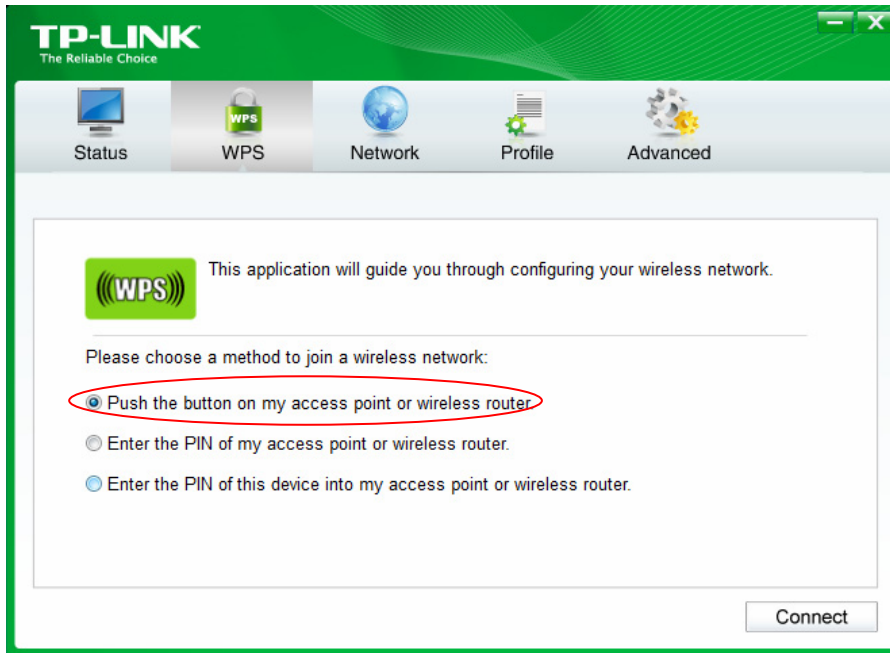 TP-LINK
The Reliable Choice
WPS
Status
WPS
Network
Profile
Advanced
(((WPS)))
This application will guide you through configuring your wireless network.
Please choose a method to join a wireless network:
Push the button on my access point or wireless router.
Enter the PIN of my access point or wireless router.
Enter the PIN of this device into my access point or wireless router.
Connect